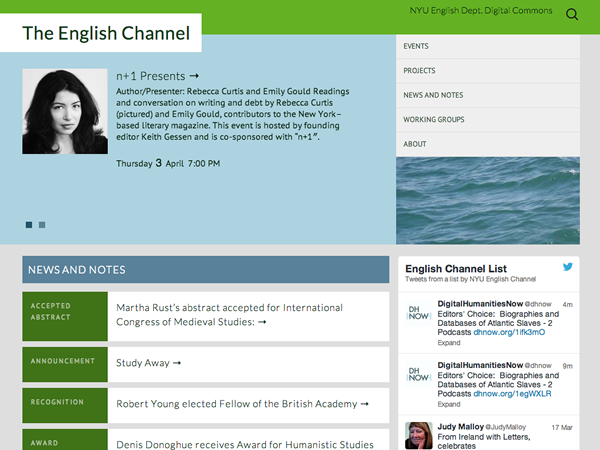 NYU English Dept. Digital Commons
The English Channel
n+1 Presents →
Author/Presenter: Rebecca Curtis and Emily Gould Readings
and conversation on writing and debt by Rebecca Curtis
(pictured) and Emily Gould, contributors to the New York–
based literary magazine. This event is hosted by founding
editor Keith Gessen and is co-sponsored with "n+1″.
Thursday 3 April 7:00 PM
EVENTS
PROJECTS
NEWS AND NOTES
WORKING GROUPS
ABOUT
NEWS AND NOTES
ACCEPTED
ABSTRACT
Martha Rust's abstract accepted for International
Congress of Medieval Studies: →
ANNOUNCEMENT
Study Away →
RECOGNITION
Robert Young elected Fellow of the British Academy →
AWARD
Denis Donoghue receives Award for Humanistic Studies
English Channel List
Tweets from a list by NYU English Channel
DH
NOW
DigitalHumanitiesNow @dhnow 4m
Editors' Choice: Biographies and
Databases of Atlantic Slaves - 2
Podcasts dhnow.org/1ifk3mO
Expand
DH
NOW
DigitalHumanitiesNow @dhnow 9m
Editors' Choice: Biographies and
Databases of Atlantic Slaves - 2
Podcasts dhnow.org/1egWXLR
Expand
Judy Malloy @JudyMalloy 17 Mar
From Ireland with Letters,
celebrates